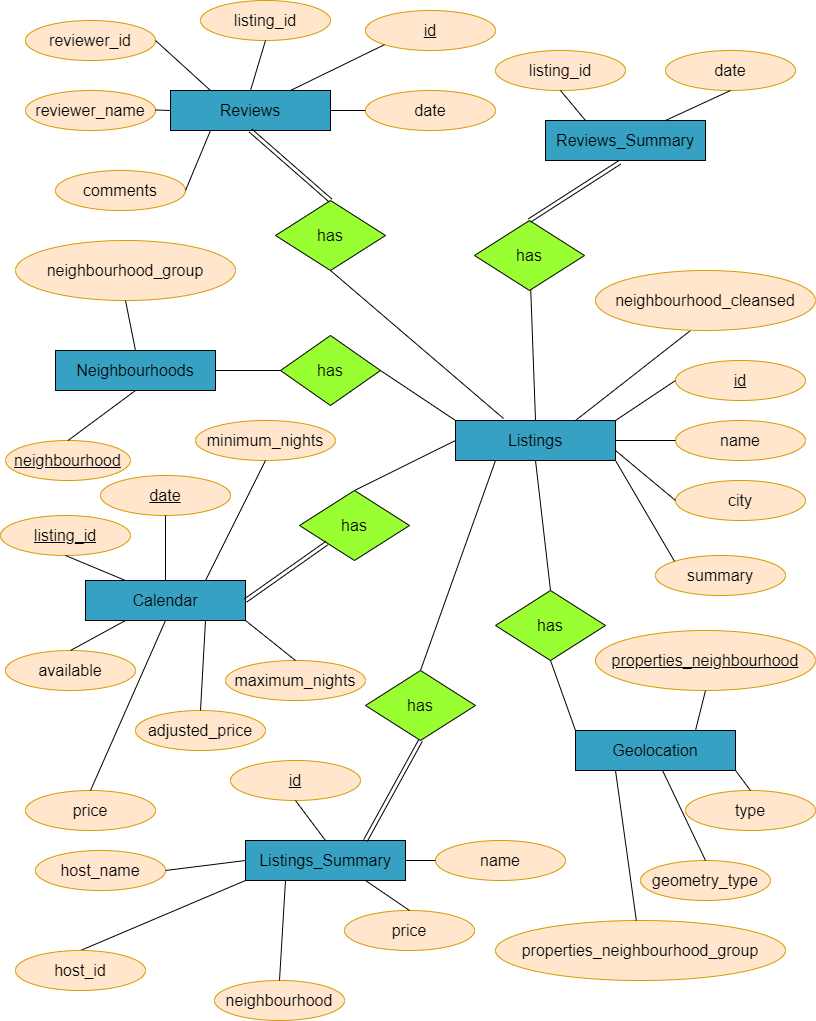 listing_id
id
reviewer_id
listing_id
date
reviewer_name
Reviews
date
Reviews_Summary
comments
has
has
neighbourhood_group
neighbourhood_cleansed
Neighbourhoods
has
id
minimum_nights
Listings
name
neighbourhood
date
city
listing_id
has
summary
Calendar
has
available
properties_neighbourhood
maximum_nights
has
adjusted_price
Geolocation
id
price
type
Listings_Summary
name
host_name
geometry_type
price
properties_neighbourhood_group
host_id
neighbourhood